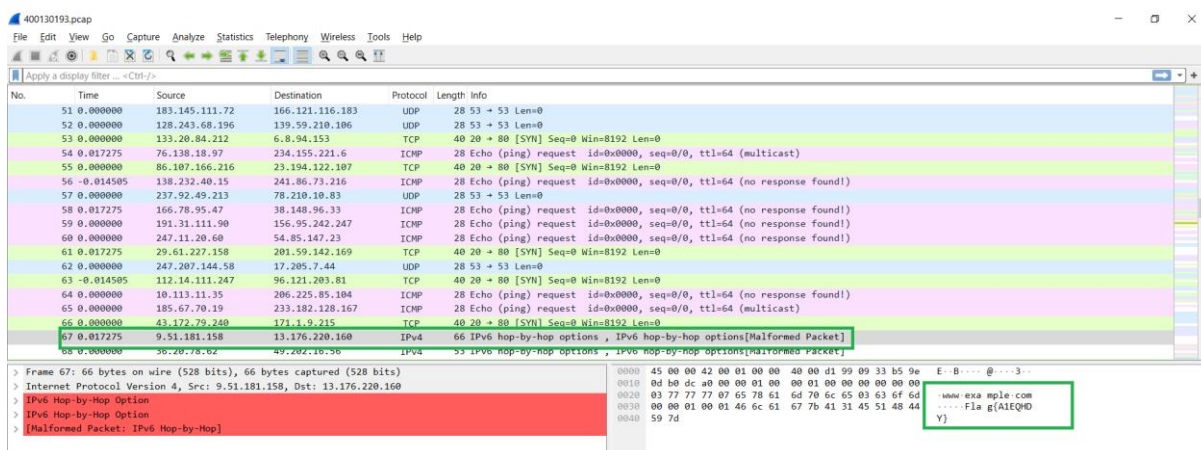 400130193.pcap
File Edit View Go Capture Analyze Statistics Telephony Wireless Tools Help
Apply a display filter ... <Ctrl-/>
No. Time Source Destination Protocol Length Info
51 0.000000 183.145.111.72 166.121.116.183 UDP 28 53 → 53 Len=0
52 0.000000 128.243.68.196 139.59.210.106 UDP 28 53 → 53 Len=0
53 0.000000 133.20.84.212 6.8.94.153 TCP 40 20 → 80 [SYN] Seq=0 Win=8192 Len=0
54 0.017275 76.138.18.97 234.155.221.6 ICMP 28 Echo (ping) request id=0x0000, seq=0/0, ttl=64 (multicast)
55 0.000000 86.107.166.216 23.194.122.107 TCP 40 20 → 80 [SYN] Seq=0 Win=8192 Len=0
56 -0.014505 138.232.40.15 241.86.73.216 ICMP 28 Echo (ping) request id=0x0000, seq=0/0, ttl=64 (no response found!)
57 0.000000 237.92.49.213 78.210.10.83 UDP 28 53 → 53 Len=0
58 0.017275 166.78.95.47 38.148.96.33 ICMP 28 Echo (ping) request id=0x0000, seq=0/0, ttl=64 (no response found!)
59 0.000000 191.31.111.90 156.95.242.247 ICMP 28 Echo (ping) request id=0x0000, seq=0/0, ttl=64 (no response found!)
60 0.000000 247.11.20.60 54.85.147.23 ICMP 28 Echo (ping) request id=0x0000, seq=0/0, ttl=64 (no response found!)
61 0.017275 29.61.227.158 201.59.142.169 TCP 40 20 → 80 [SYN] Seq=0 Win=8192 Len=0
62 0.000000 247.207.144.58 17.205.7.44 UDP 28 53 → 53 Len=0
63 -0.014505 112.14.111.247 96.121.203.81 TCP 40 20 → 80 [SYN] Seq=0 Win=8192 Len=0
64 0.000000 10.113.11.35 206.225.85.104 ICMP 28 Echo (ping) request id=0x0000, seq=0/0, ttl=64 (no response found!)
65 0.000000 185.67.70.19 233.182.128.167 ICMP 28 Echo (ping) request id=0x0000, seq=0/0, ttl=64 (multicast)
66 0.000000 43.172.79.240 171.1.9.215 TCP 40 20 → 80 [SYN] Seq=0 Win=8192 Len=0
67 0.017275 9.51.181.158 13.176.220.160 IPv4 66 IPv6 hop-by-hop options , IPv6 hop-by-hop options[Malformed Packet]
68 0.000000 36.20.78.62 49.202.16.56 IPv4 53 IPv6 hop-by-hop options , IPv6 hop-by-hop options[Malformed Packet]
Frame 67: 66 bytes on wire (528 bits), 66 bytes captured (528 bits)
Internet Protocol Version 4, Src: 9.51.181.158, Dst: 13.176.220.160
IPv6 Hop-by-Hop Option
IPv6 Hop-by-Hop Option
[Malformed Packet: IPv6 Hop-by-Hop]
0000 45 00 00 42 00 01 00 00 40 00 d1 99 09 33 b5 9e E··B···· @····3··
0010 0d b0 dc a0 00 00 01 00 00 01 00 00 00 00 00 00
0020 03 77 77 77 07 65 78 61 6d 70 6c 65 03 63 6f 6d ·www·exa mple·com
0030 00 00 01 00 01 46 6c 61 67 7b 41 31 45 51 48 44 ·····Fla g{A1EQHD
0040 59 7d Y}